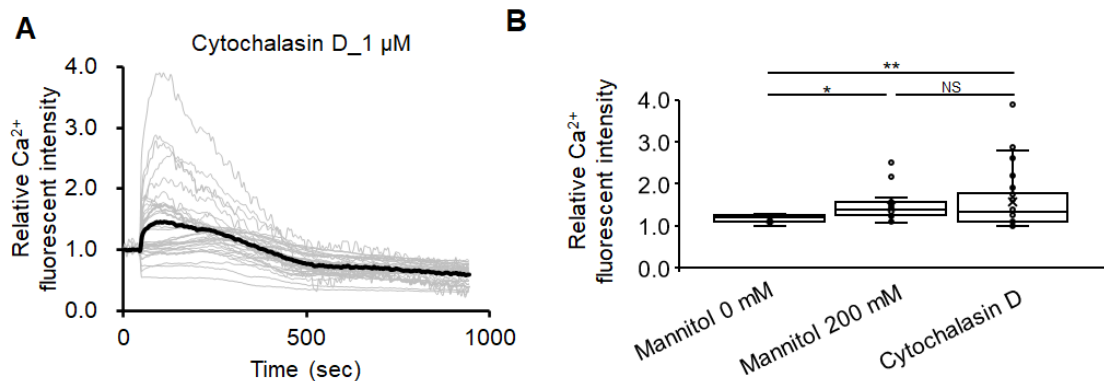 A
Cytochalasin D_1 µM
Relative Ca²⁺
fluorescent intensity
4.0
3.0
2.0
1.0
0.0
0
500
1000
Time (sec)
B
**
*
NS
Relative Ca²⁺
fluorescent intensity
4.0
3.0
2.0
1.0
0.0
Mannitol 0 mM
Mannitol 200 mM
Cytochalasin D